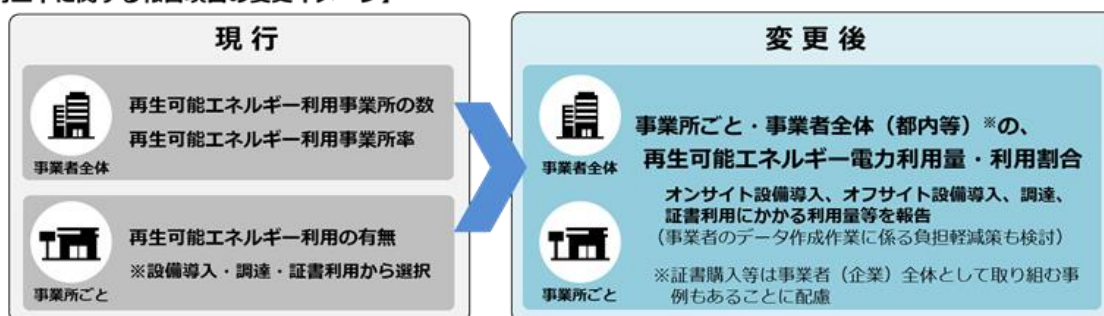 現行
事業者全体
再生可能エネルギー利用事業所の数
再生可能エネルギー利用事業所率
事業所ごと
再生可能エネルギー利用の有無
※設備導入・調達・証書利用から選択
変更後
事業者全体
事業所ごと
事業所ごと・事業者全体（都内等）※の、
再生可能エネルギー電力利用量・利用割合
オンサイト設備導入、オフサイト設備導入、調達、
証書利用にかかる利用量等を報告
（事業者のデータ作成作業に係る負担軽減策も検討）
※証書購入等は事業者（企業）全体として取り組む事
例もあることに配慮